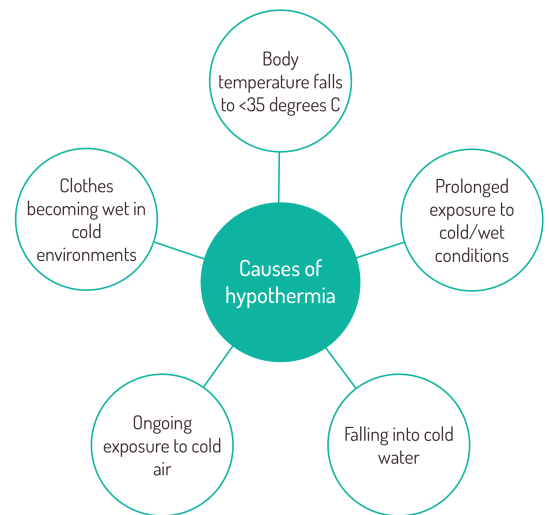 Body
temperature falls
to <35 degrees C
Clothes
becoming wet in
cold
environments
Prolonged
exposure to
cold/wet
conditions
Causes of
hypothermia
Ongoing
exposure to cold
air
Falling into cold
water